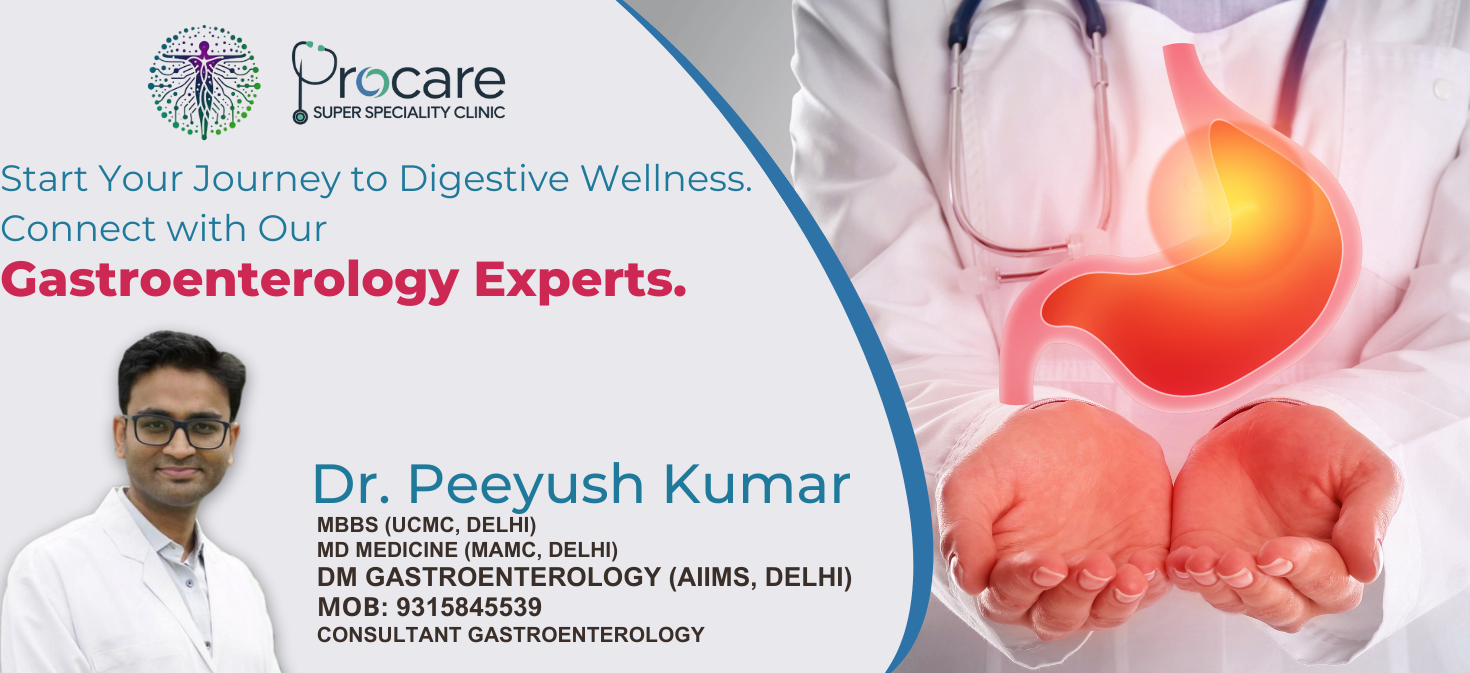 Procare
SUPER SPECIALITY CLINIC
Start Your Journey to Digestive Wellness.
Connect with Our
Gastroenterology Experts.
Dr. Peeyush Kumar
MBBS (UCMC, DELHI)
MD MEDICINE (MAMC, DELHI)
DM GASTROENTEROLOGY (AIIMS, DELHI)
MOB: 9315845539
CONSULTANT GASTROENTEROLOGY